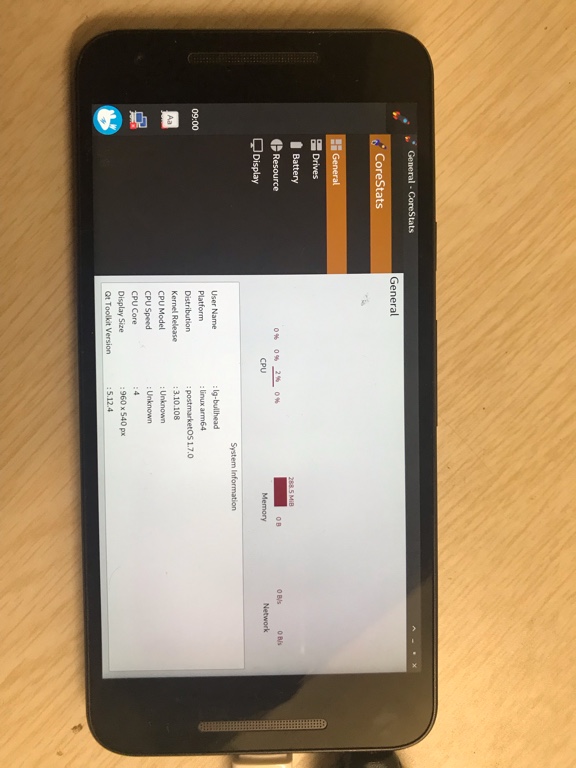 General - CoreStats
CoreStats
General
Drives
Battery
Resource
Display
09:00
Aa
General
0 % 0 % 2 % 0 %
CPU
288.5 MiB 0 B
Memory
0 B/s 0 B/s
Network
System Information
User Name : lg-bullhead
Platform : linux arm64
Distribution : postmarketOS 1.7.0
Kernel Release : 3.10.108
CPU Model : Unknown
CPU Speed : Unknown
CPU Core : 4
Display Size : 960 x 540 px
Qt Toolkit Version : 5.12.4